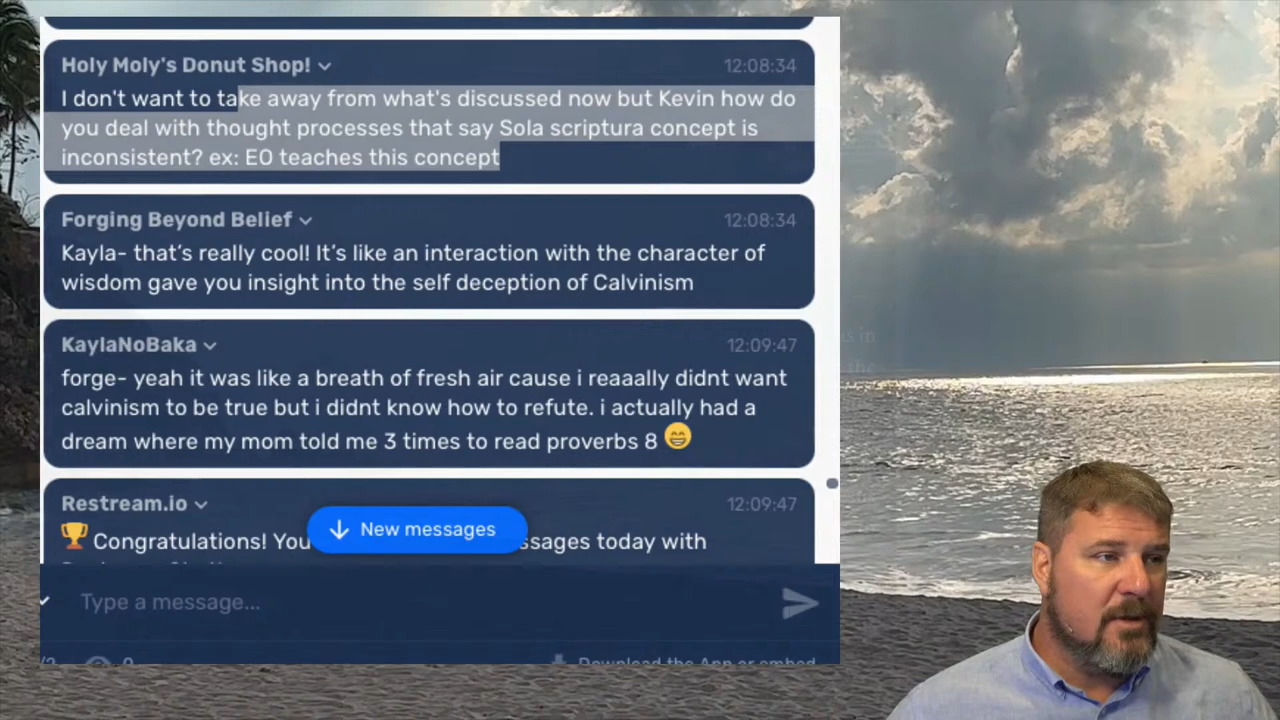 Holy Moly's Donut Shop!
12:08:34
I don't want to take away from what's discussed now but Kevin how do
you deal with thought processes that say Sola scriptura concept is
inconsistent? ex: EO teaches this concept
Forging Beyond Belief
12:08:34
Kayla- that's really cool! It's like an interaction with the character of
wisdom gave you insight into the self deception of Calvinism
KaylaNoBaka
12:09:47
forge- yeah it was like a breath of fresh air cause i reaaally didnt want
calvinism to be true but i didnt know how to refute. i actually had a
dream where my mom told me 3 times to read proverbs 8 😄
Restream.io
12:09:47
🏆 Congratulations! You ssages today with
New messages
Type a message...
Download the App or embed